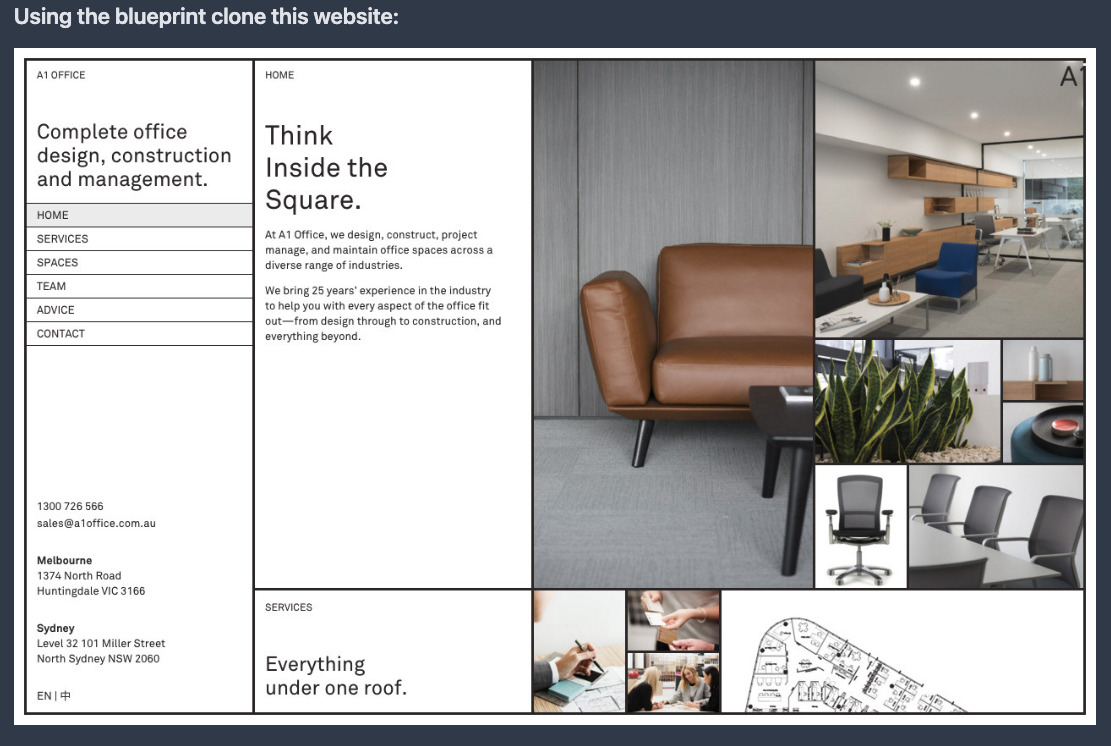 Using the blueprint clone this website:
A1 OFFICE
Complete office
design, construction
and management.
HOME
SERVICES
SPACES
TEAM
ADVICE
CONTACT
1300 726 566
sales@a1office.com.au
Melbourne
1374 North Road
Huntingdale VIC 3166
Sydney
Level 32 101 Miller Street
North Sydney NSW 2060
EN | 中
HOME
Think
Inside the
Square.
At A1 Office, we design, construct, project
manage, and maintain office spaces across a
diverse range of industries.
We bring 25 years' experience in the industry
to help you with every aspect of the office fit
out—from design through to construction, and
everything beyond.
SERVICES
Everything
under one roof.
A1